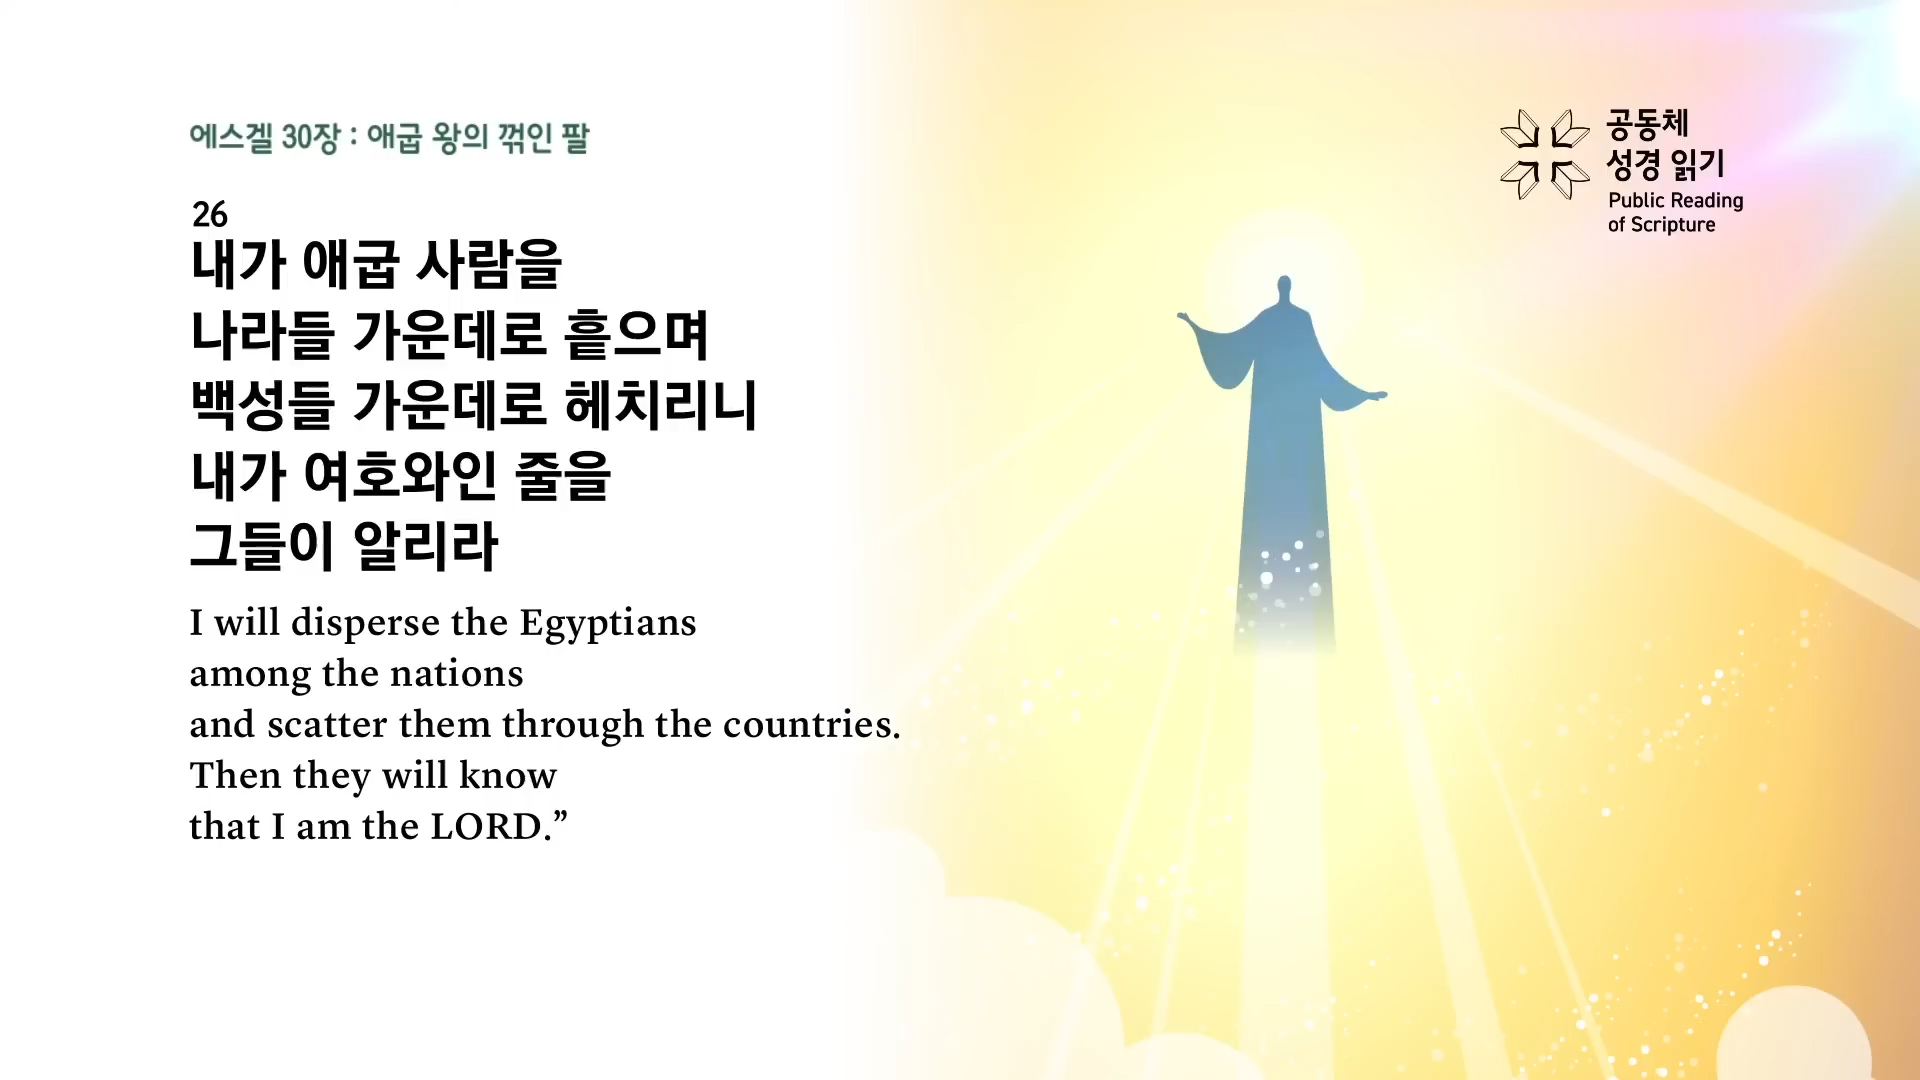 에스겔 30장 : 애굽 왕의 꺾인 팔
26
내가 애굽 사람을
나라들 가운데로 흩으며
백성들 가운데로 헤치리니
내가 여호와인 줄을
그들이 알리라
I will disperse the Egyptians
among the nations
and scatter them through the countries.
Then they will know
that I am the LORD.”
공동체
성경 읽기
Public Reading
of Scripture